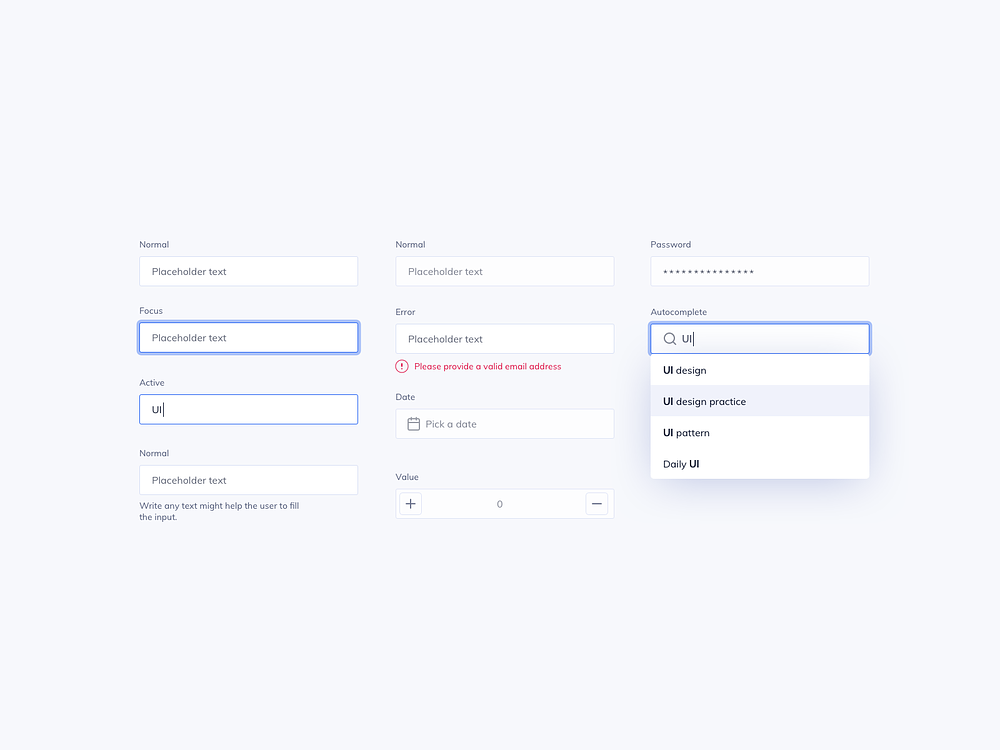 Normal
Placeholder text
Focus
Placeholder text
Active
UI
Normal
Placeholder text
Write any text might help the user to fill
the input.
Normal
Placeholder text
Error
Placeholder text
Please provide a valid email address
Date
Pick a date
Value
0
Password
***************
Autocomplete
UI
UI design
UI design practice
UI pattern
Daily UI